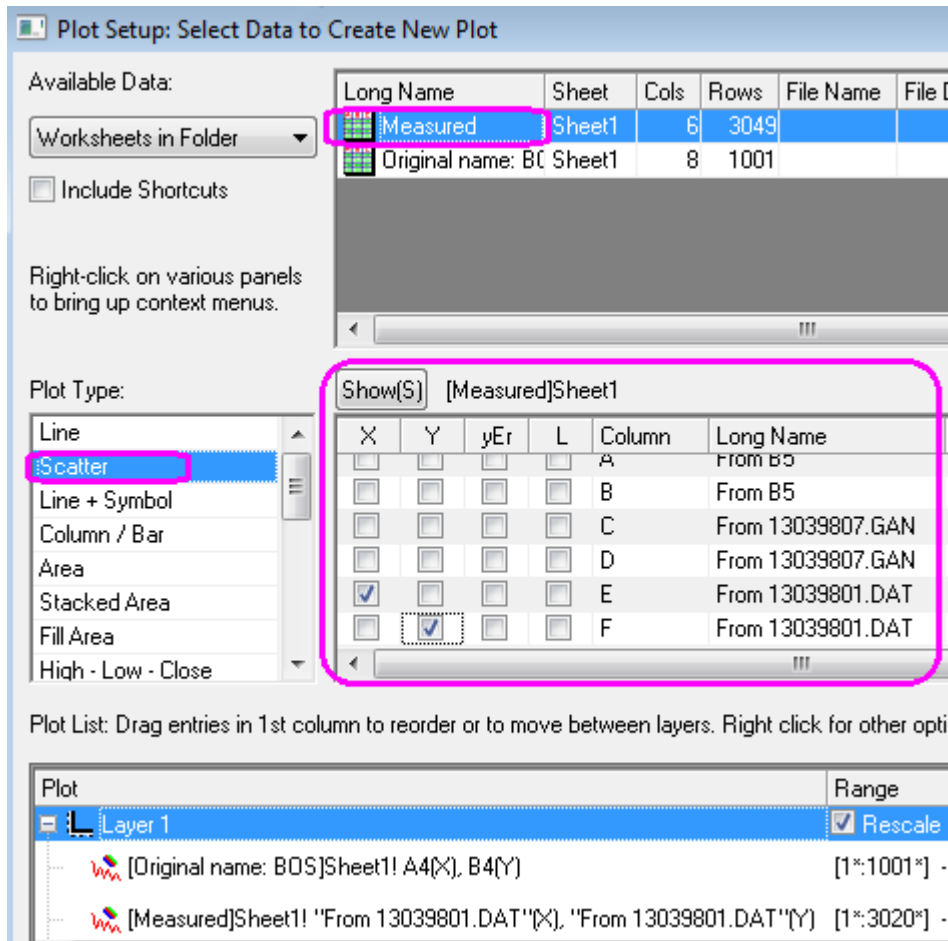 Plot Setup: Select Data to Create New Plot
Available Data:
Worksheets in Folder
Include Shortcuts
Right-click on various panels
to bring up context menus.
Long Name Sheet Cols Rows File Name File
Measured Sheet1 6 3049
Original name: BO Sheet1 8 1001
Plot Type:
Line
Scatter
Line + Symbol
Column / Bar
Area
Stacked Area
Fill Area
High - Low - Close
Show(S) [Measured]Sheet1
X Y yEr L Column Long Name
A From B5
B From B5
C From 13039807.GAN
D From 13039807.GAN
E From 13039801.DAT
F From 13039801.DAT
Plot List: Drag entries in 1st column to reorder or to move between layers. Right click for other opti
Plot Range
Layer 1 Rescale
[Original name: BOS]Sheet1! A4(X), B4(Y) [1*:1001*] -
[Measured]Sheet1! "From 13039801.DAT"(X), "From 13039801.DAT"(Y) [1*:3020*] -